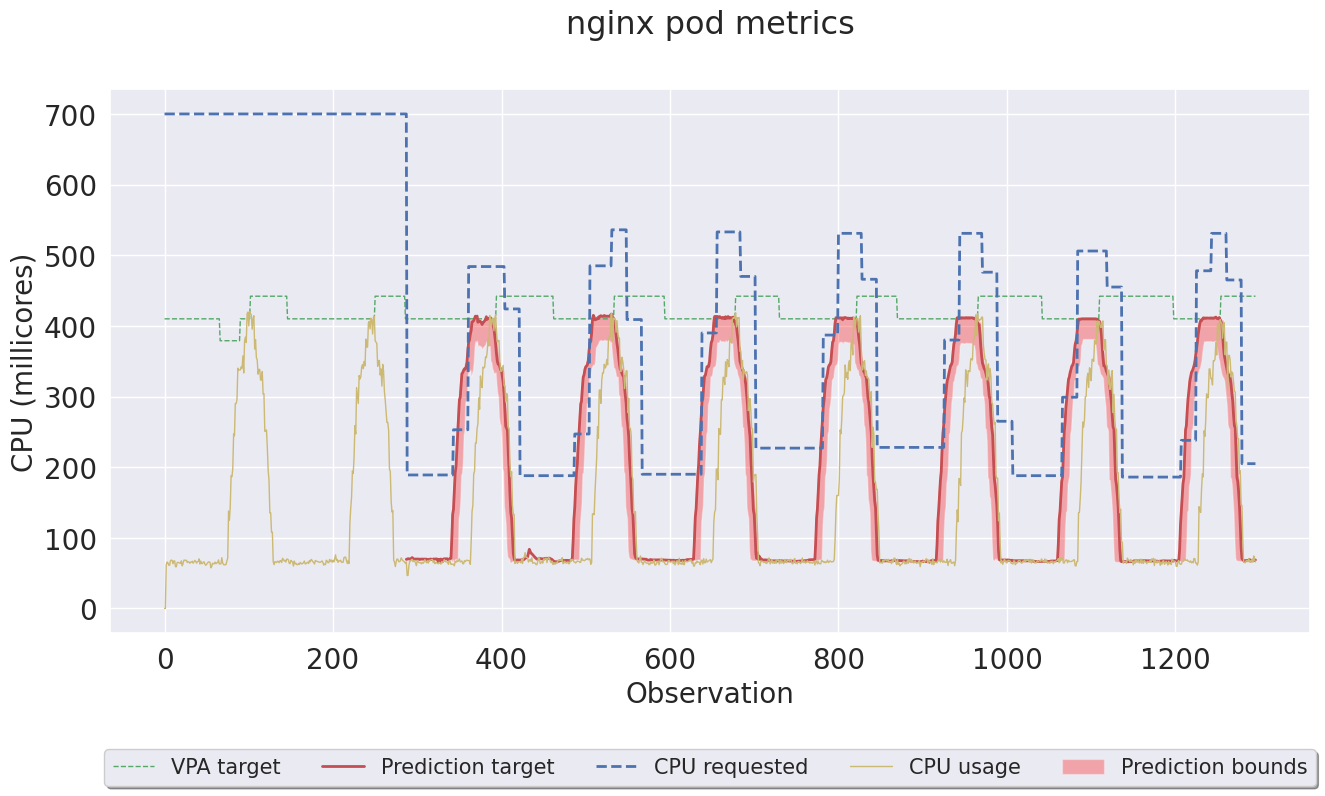 nginx pod metrics
CPU (millicores)
700
600
500
400
300
200
100
0
0 200 400 600 800 1000 1200
Observation
VPA target Prediction target CPU requested CPU usage Prediction bounds